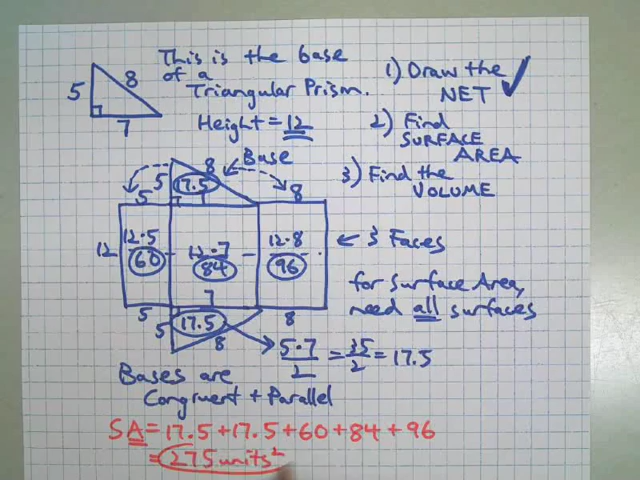 This is the base
of a
Triangular Prism.
Height = 12
5
8
7
1) Draw the
NET ✓
2) Find
SURFACE
AREA
3) Find the
VOLUME
Base
5
8
17.5
5
7
8
12
12·5
60
12·7
84
12·8
96
← 3 Faces
for Surface Area,
need all surfaces
7
5
5
17.5
8
8
5·7/2 = 35/2 = 17.5
Bases are
Congruent + Parallel
SA = 17.5 + 17.5 + 60 + 84 + 96
= 275 units²